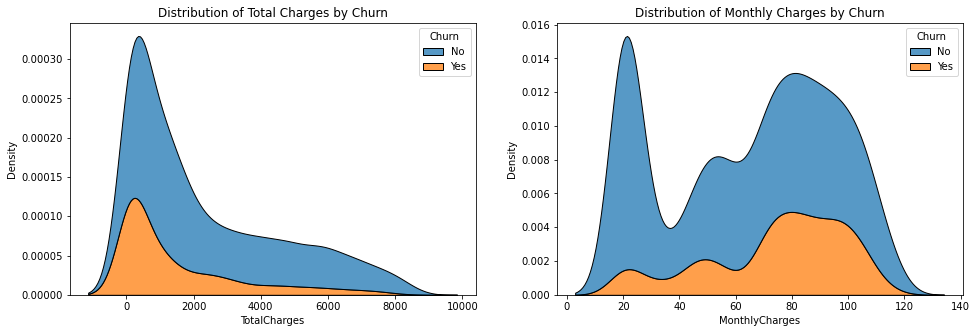 Distribution of Total Charges by Churn
Churn
No
Yes
0.00030
0.00025
0.00020
0.00015
0.00010
0.00005
0.00000
Density
0 2000 4000 6000 8000 10000
TotalCharges
Distribution of Monthly Charges by Churn
Churn
No
Yes
0.016
0.014
0.012
0.010
0.008
0.006
0.004
0.002
0.000
Density
0 20 40 60 80 100 120 140
MonthlyCharges